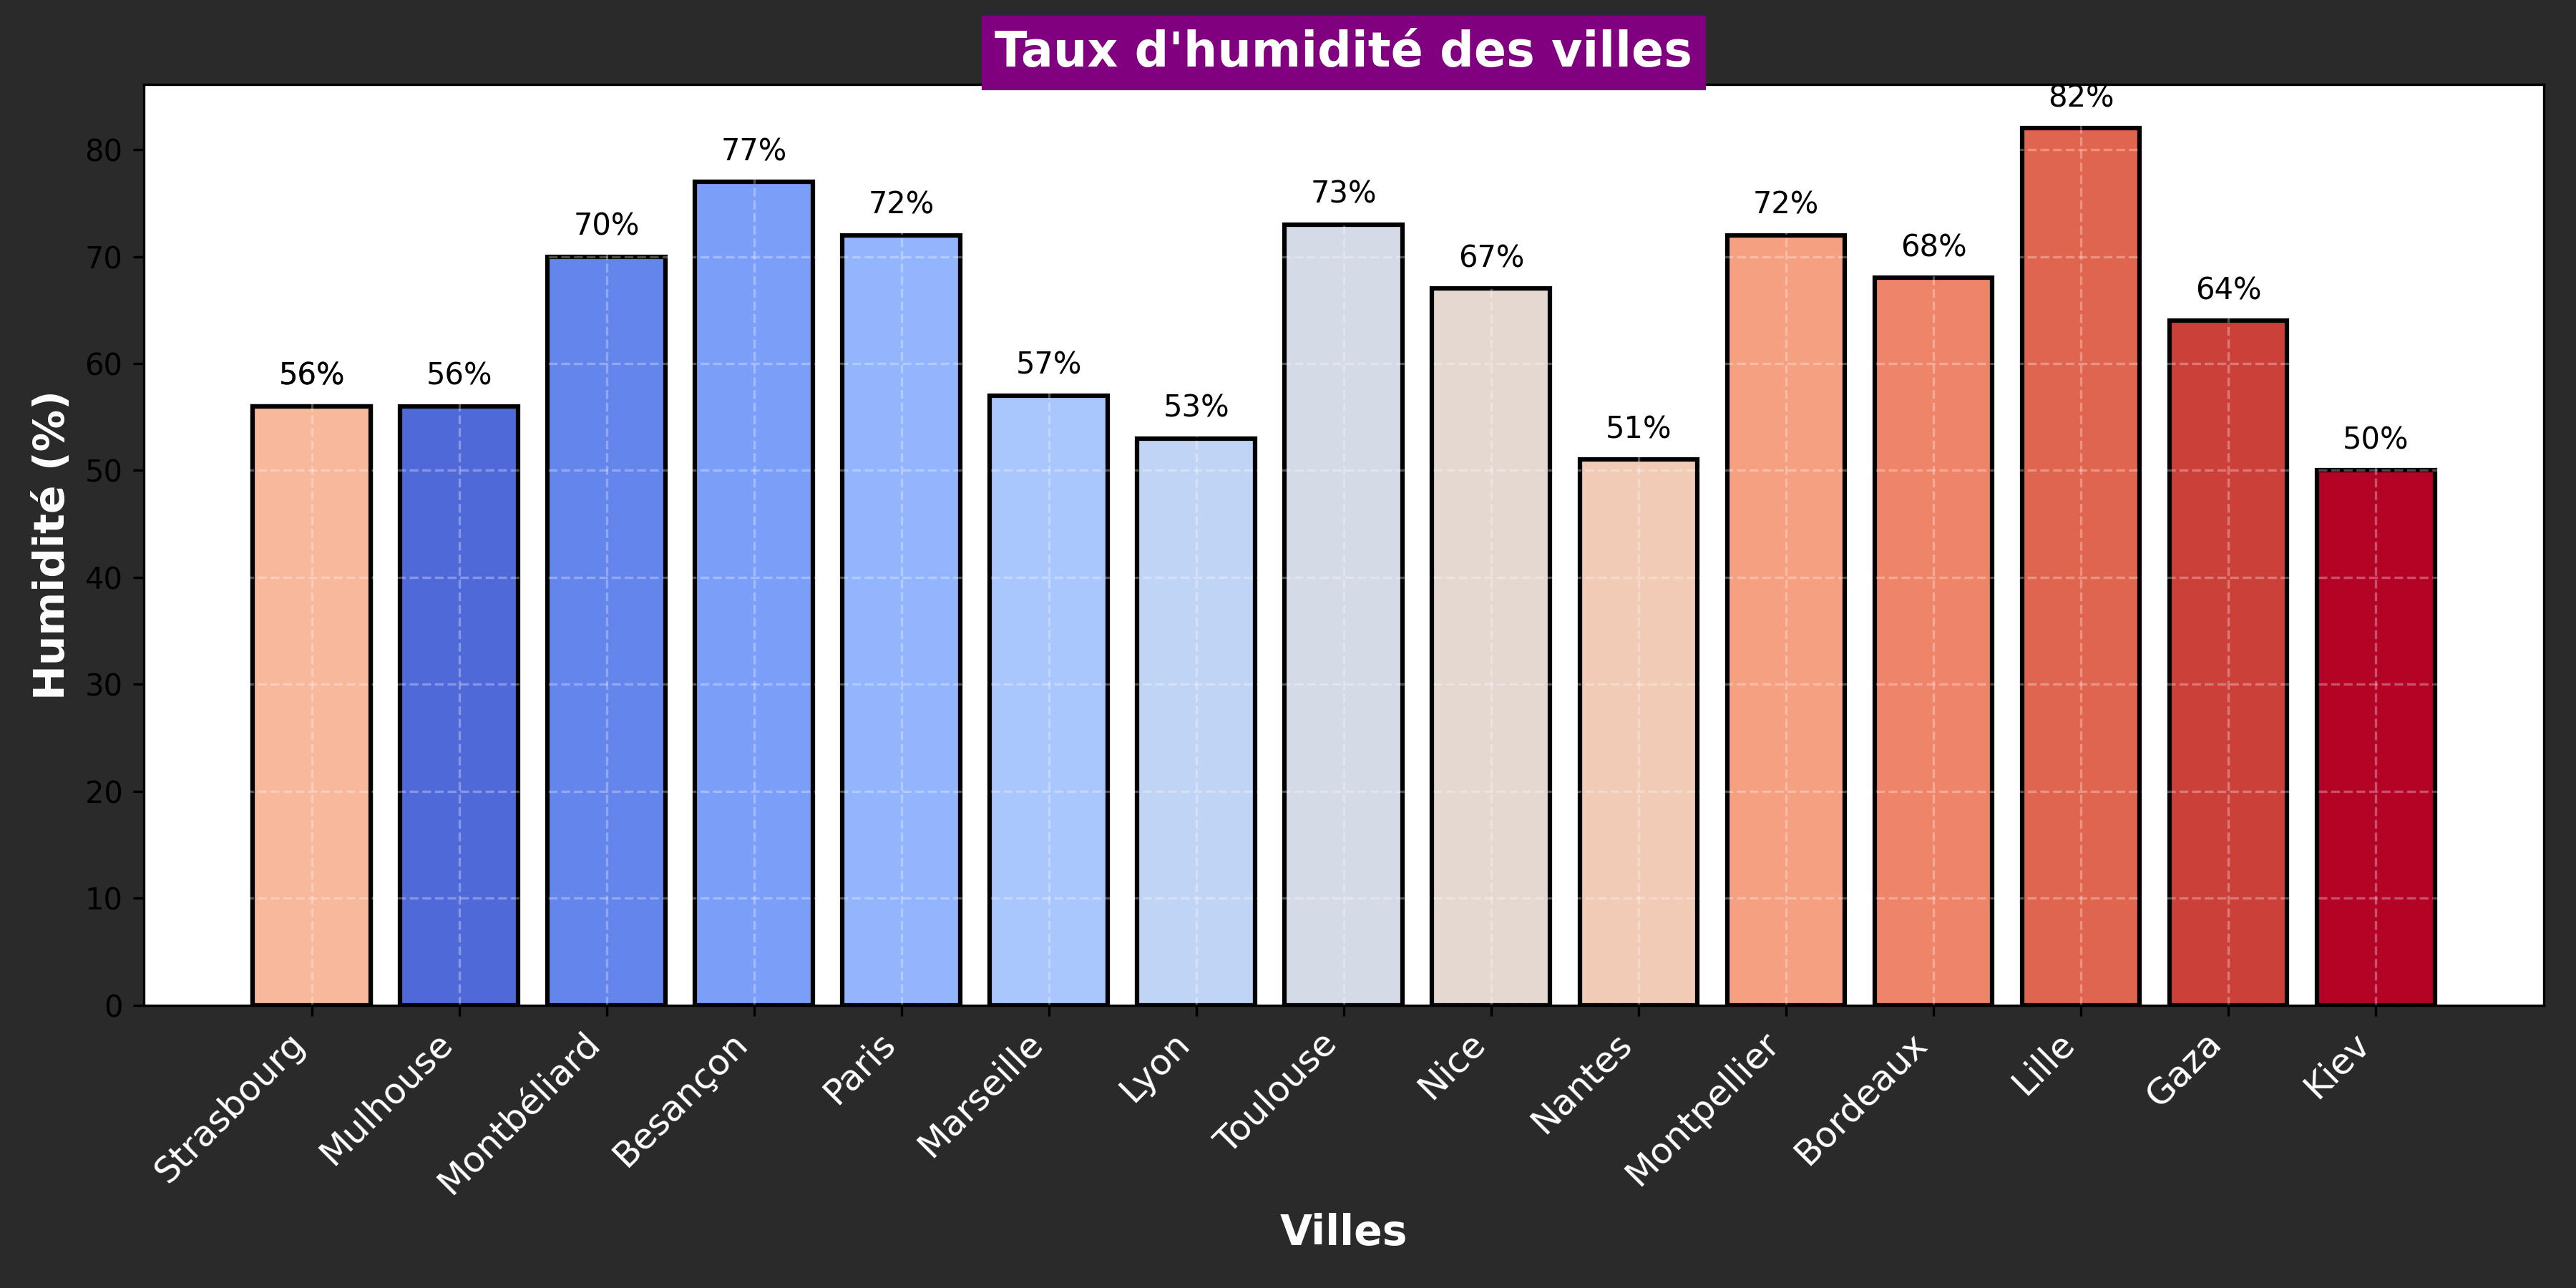 Taux d'humidité des villes
Humidité (%)
80
70
60
50
40
30
20
10
0
56%
56%
70%
77%
72%
57%
53%
73%
67%
51%
72%
68%
82%
64%
50%
Strasbourg
Mulhouse
Montbéliard
Besançon
Paris
Marseille
Lyon
Toulouse
Nice
Nantes
Montpellier
Bordeaux
Lille
Gaza
Kiev
Villes